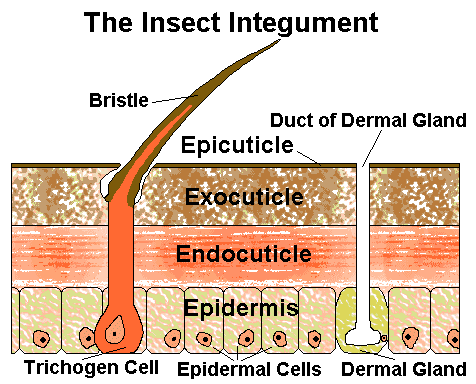 The Insect Integument
Bristle
Duct of Dermal Gland
Epicuticle
Exocuticle
Endocuticle
Epidermis
Trichogen Cell
Epidermal Cells
Dermal Gland